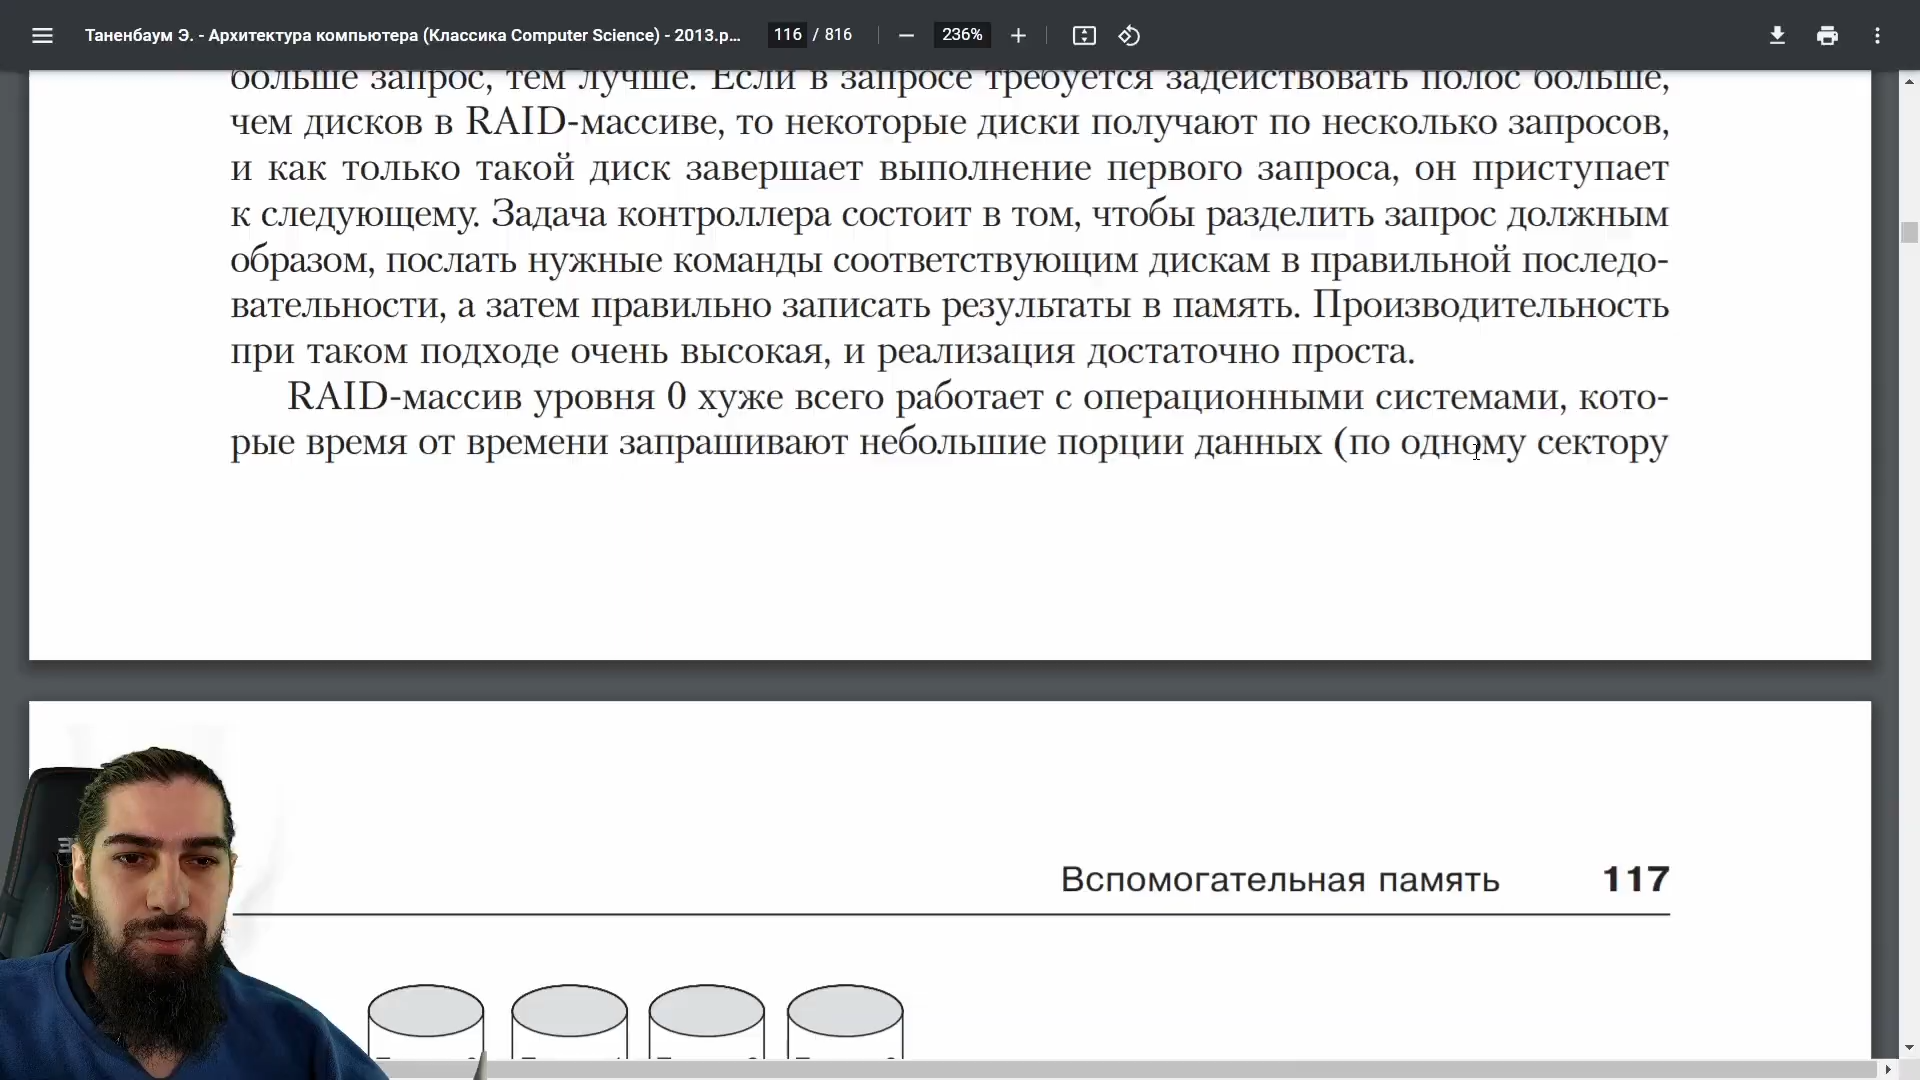 Таненбаум Э. - Архитектура компьютера (Классика Computer Science) - 2013.p...
116 / 816
236%
больше запрос, тем лучше. Если в запросе требуется задействовать полос больше,
чем дисков в RAID-массиве, то некоторые диски получают по несколько запросов,
и как только такой диск завершает выполнение первого запроса, он приступает
к следующему. Задача контроллера состоит в том, чтобы разделить запрос должным
образом, послать нужные команды соответствующим дискам в правильной последо-
вательности, а затем правильно записать результаты в память. Производительность
при таком подходе очень высокая, и реализация достаточно проста.
RAID-массив уровня 0 хуже всего работает с операционными системами, кото-
рые время от времени запрашивают небольшие порции данных (по одному сектору
Вспомогательная память 117